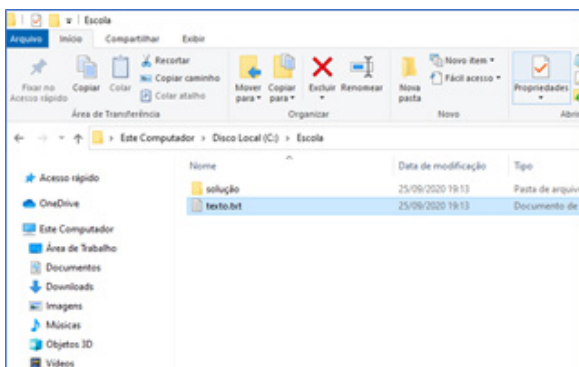 Escola
Arquivo Início Compartilhar Exibir
Fixar no Acesso rápido
Copiar
Colar
Recortar
Copiar caminho
Colar atalho
Mover para
Copiar para
Excluir
Renomear
Nova pasta
Novo item
Fácil acesso
Propriedades
Área de Transferência Organizar Novo Abrir
Este Computador > Disco Local (C:) > Escola
Nome Data de modificação Tipo
solução 25/09/2020 19:13 Pasta de arquiv
texto.txt 25/09/2020 19:13 Documento de
Acesso rápido
OneDrive
Este Computador
Área de Trabalho
Documentos
Downloads
Imagens
Músicas
Objetos 3D
Vídeos